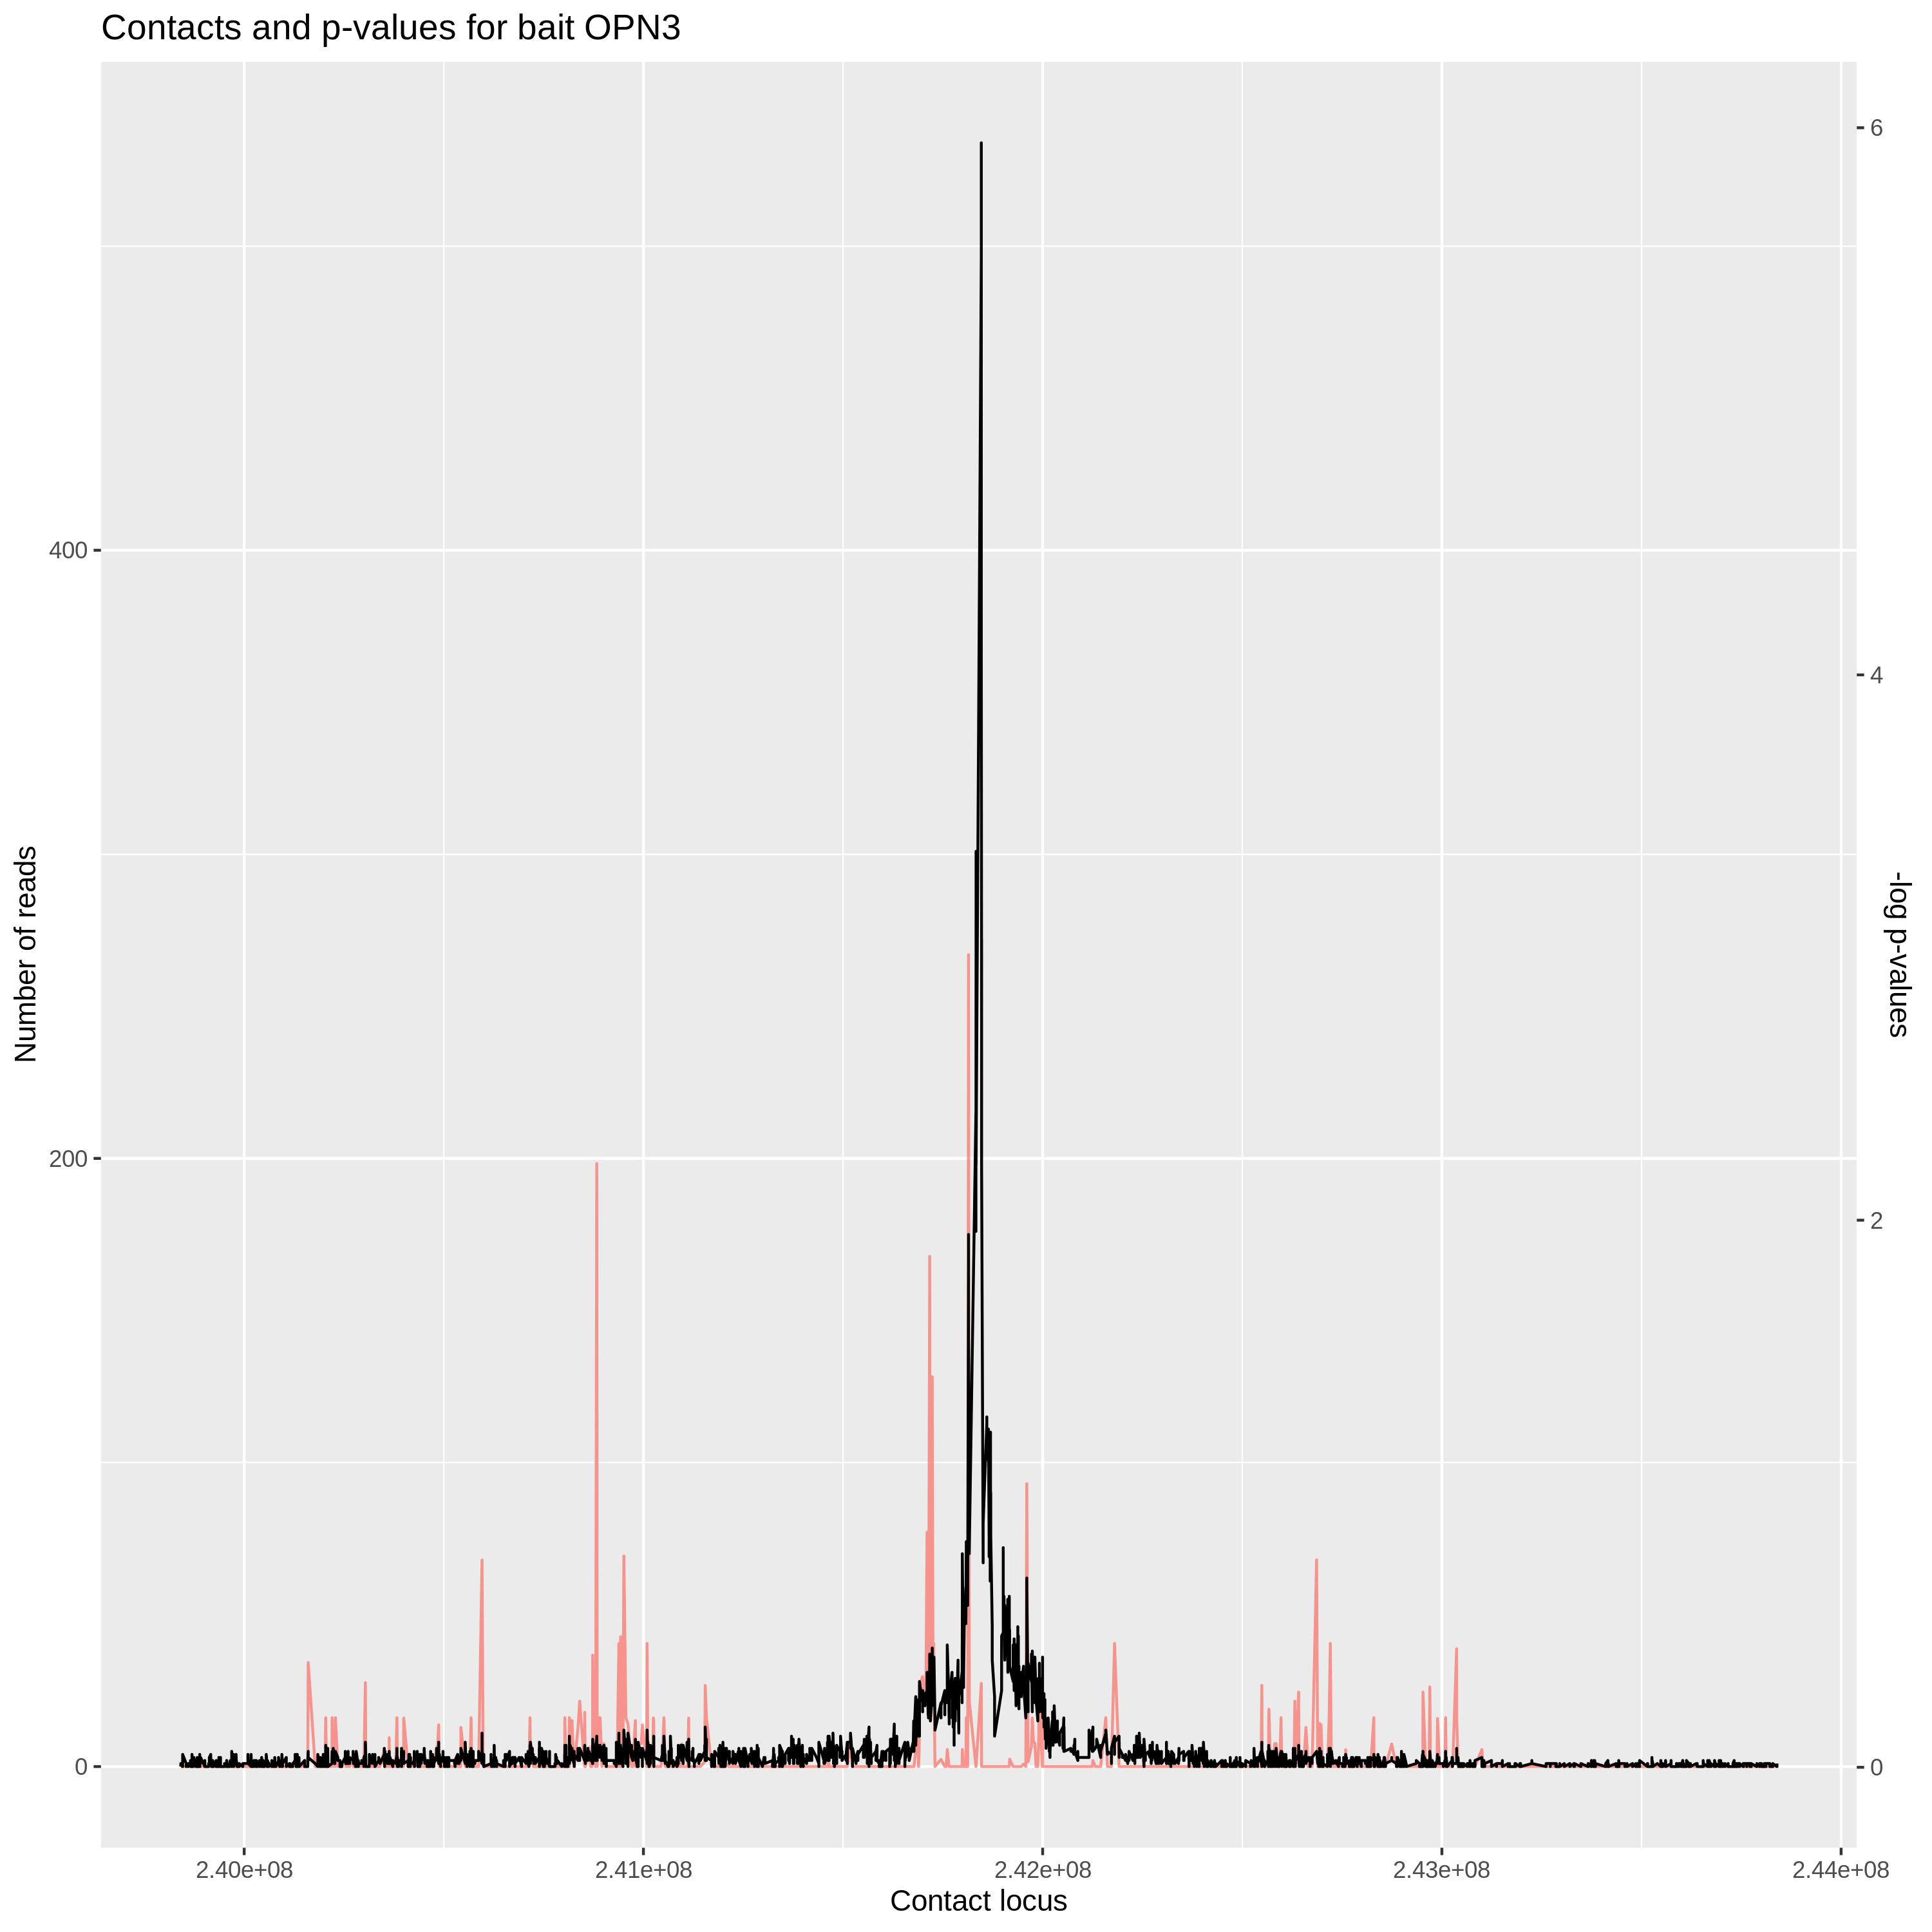 Contacts and p-values for bait OPN3
6
400
4
Number of reads
-log p-values
200
2
0
0
2.40e+08
2.41e+08
2.42e+08
2.43e+08
2.44e+08
Contact locus